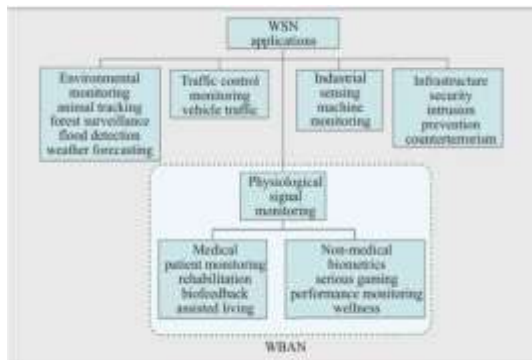 WSN
applications
Environmental
monitoring
animal tracking
forest surveillance
flood detection
weather forecasting
Traffic control
monitoring
vehicle traffic
Industrial
sensing
machine
monitoring
Infrastructure
security
intrusion
prevention
counterterrorism
Physiological
signal
monitoring
Medical
patient monitoring
rehabilitation
biofeedback
assisted living
Non-medical
biometrics
serious gaming
performance monitoring
wellness
WBAN